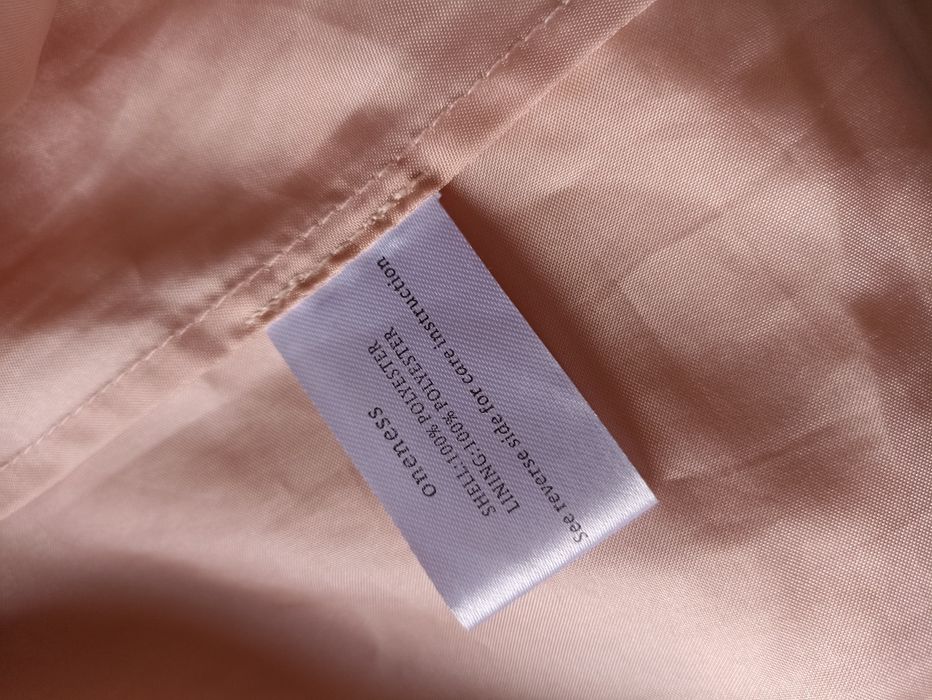 oneness
SHELL:100% POLYESTER
LINING:100% POLYESTER
See reverse side for care instruction